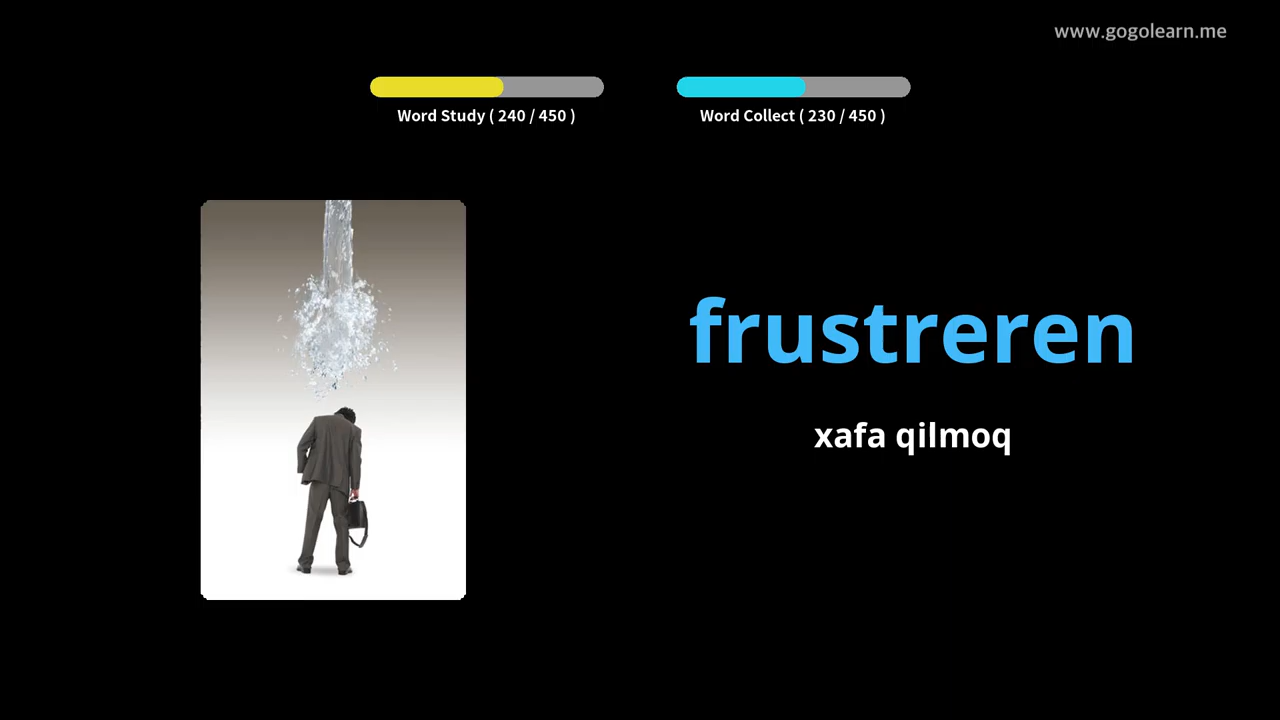 www.gogolearn.me
Word Study ( 240 / 450 )
Word Collect ( 230 / 450 )
frustreren
xafa qilmoq